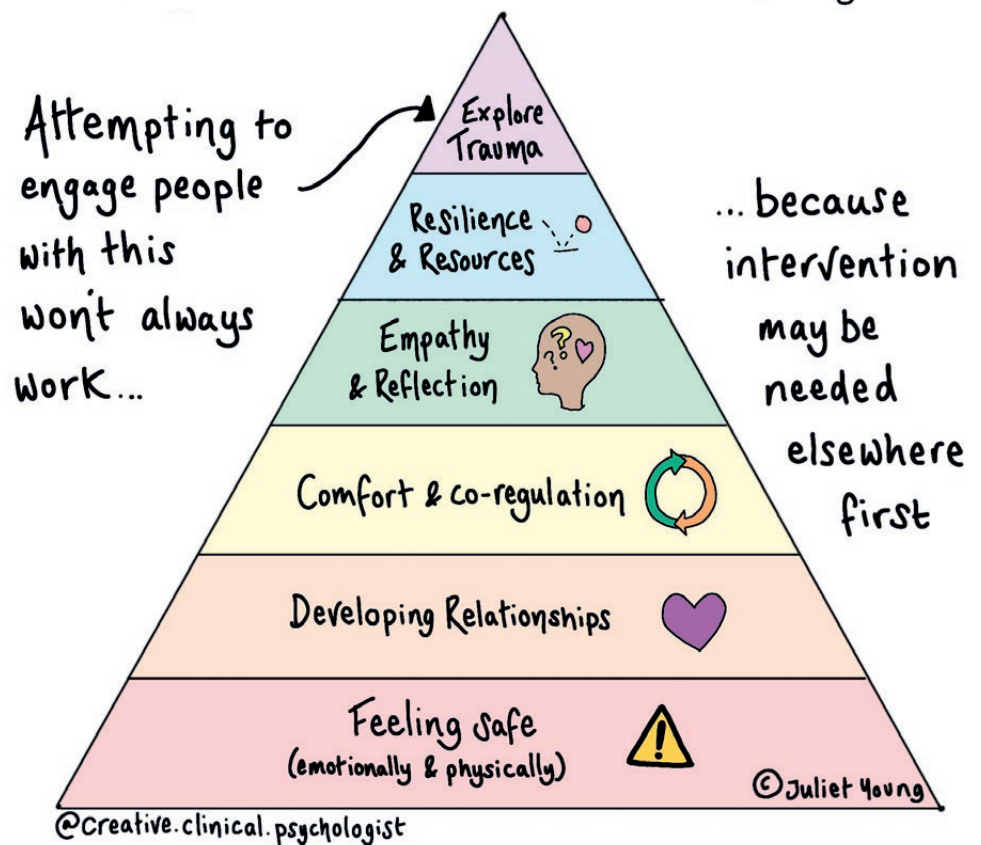 Attempting to
engage people
with this
won't always
work...
Explore
Trauma
Resilience
& Resources
Empathy
& Reflection
Comfort & co-regulation
Developing Relationships
Feeling safe
(emotionally & physically)
... because
intervention
may be
needed
elsewhere
first
© Juliet Young
@creative.clinical.psychologist